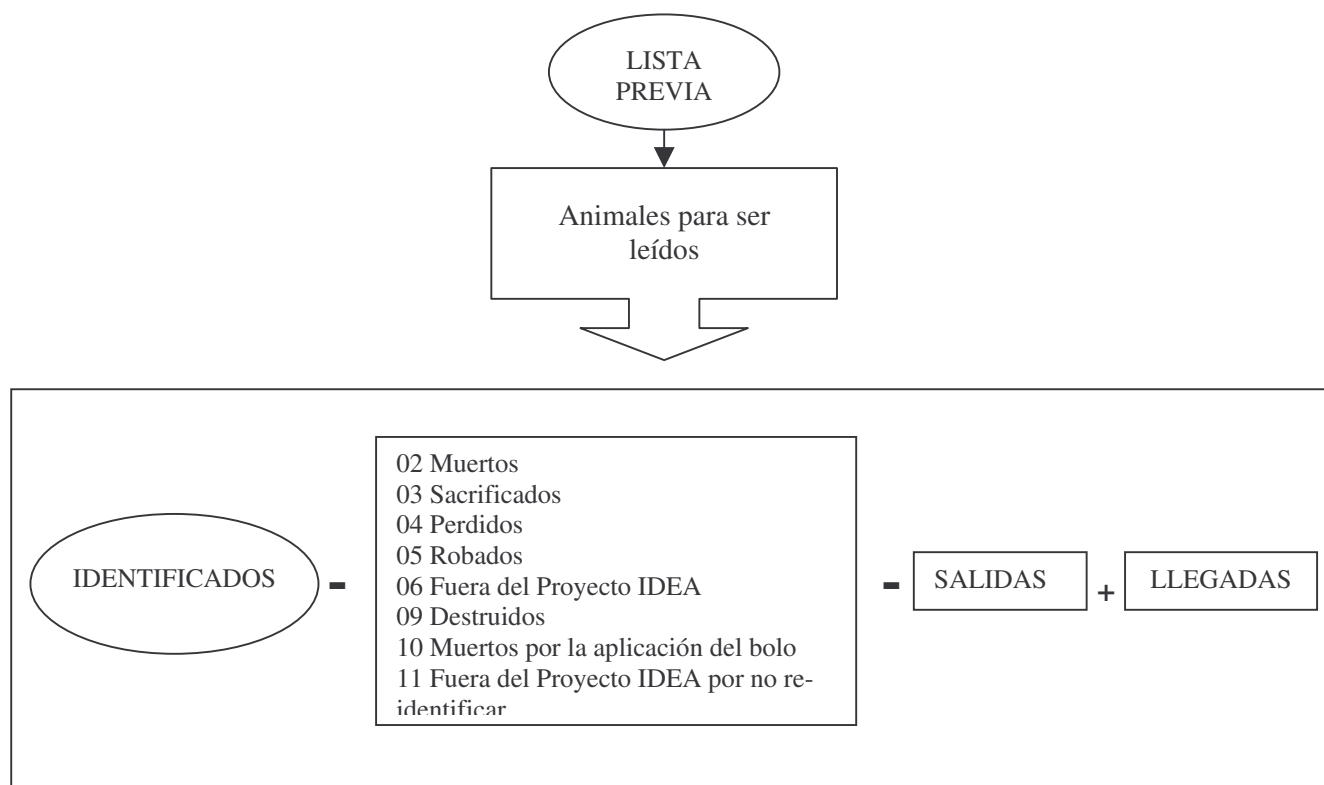 LISTA
PREVIA
Animales para ser
leídos
IDENTIFICADOS
-
02 Muertos
03 Sacrificados
04 Perdidos
05 Robados
06 Fuera del Proyecto IDEA
09 Destruidos
10 Muertos por la aplicación del bolo
11 Fuera del Proyecto IDEA por no re-
identificar
-
SALIDAS
+
LLEGADAS